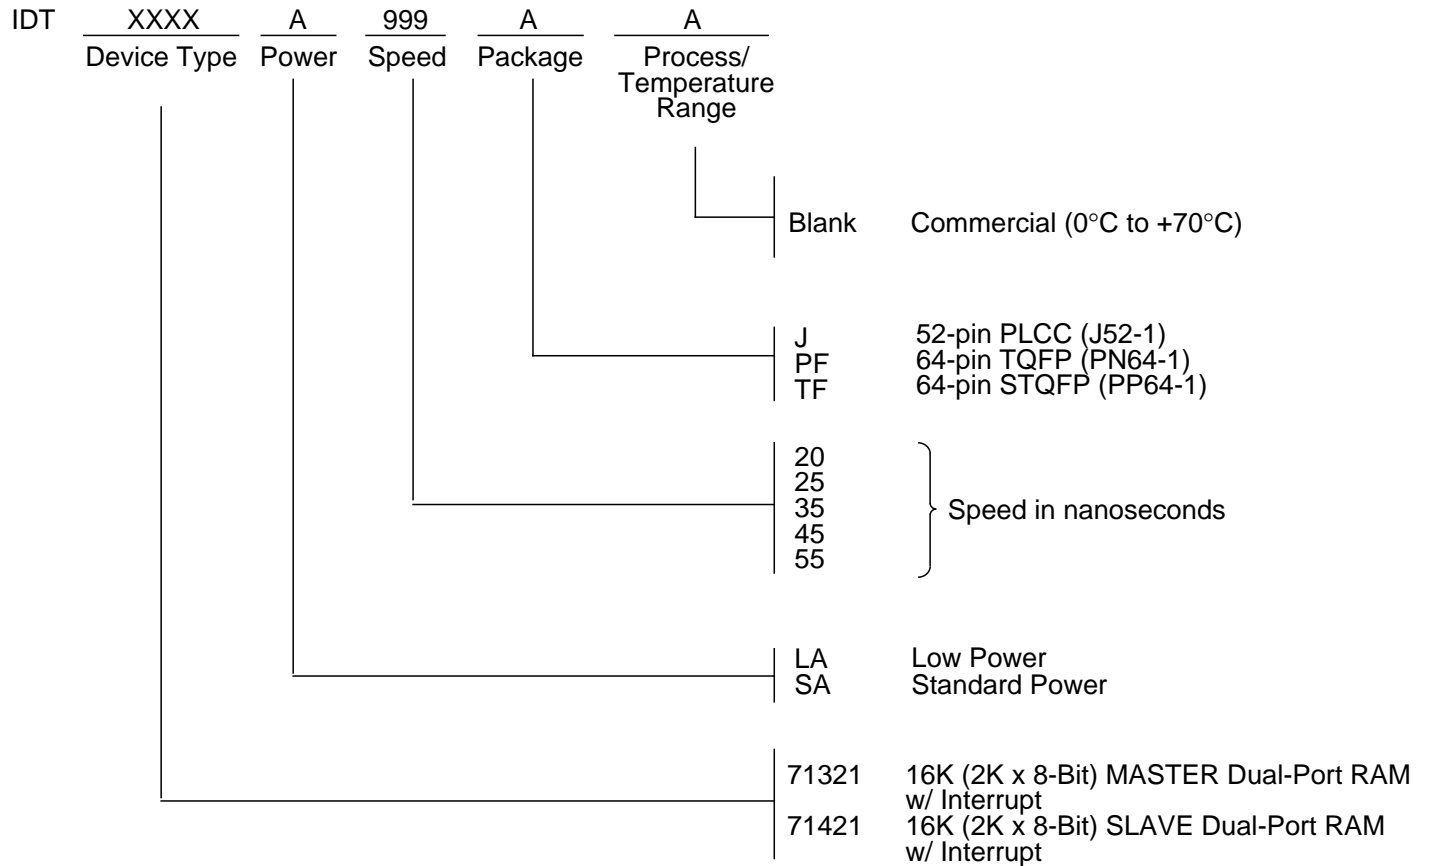 IDT XXXX A 999 A A
Device Type Power Speed Package Process/
Temperature
Range
Blank Commercial (0°C to +70°C)
J 52-pin PLCC (J52-1)
PF 64-pin TQFP (PN64-1)
TF 64-pin STQFP (PP64-1)
20
25
35
45
55
Speed in nanoseconds
LA Low Power
SA Standard Power
71321 16K (2K x 8-Bit) MASTER Dual-Port RAM
w/ Interrupt
71421 16K (2K x 8-Bit) SLAVE Dual-Port RAM
w/ Interrupt